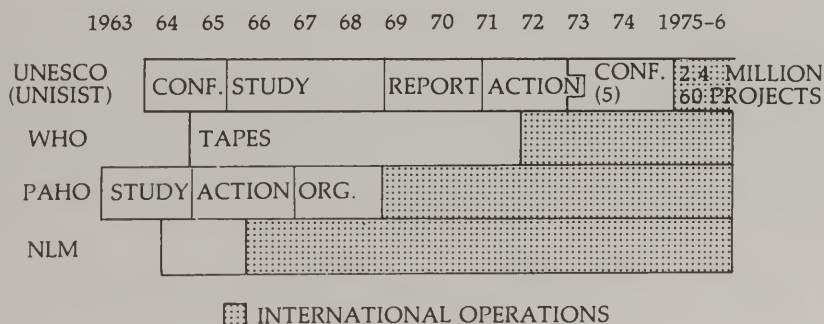 1963 64 65 66 67 68 69 70 71 72 73 74 1975–6
UNESCO (UNISIST) CONF. STUDY REPORT ACTION CONF. (5) 2.4 MILLION 60 PROJECTS
WHO TAPES
PAHO STUDY ACTION ORG.
NLM
INTERNATIONAL OPERATIONS